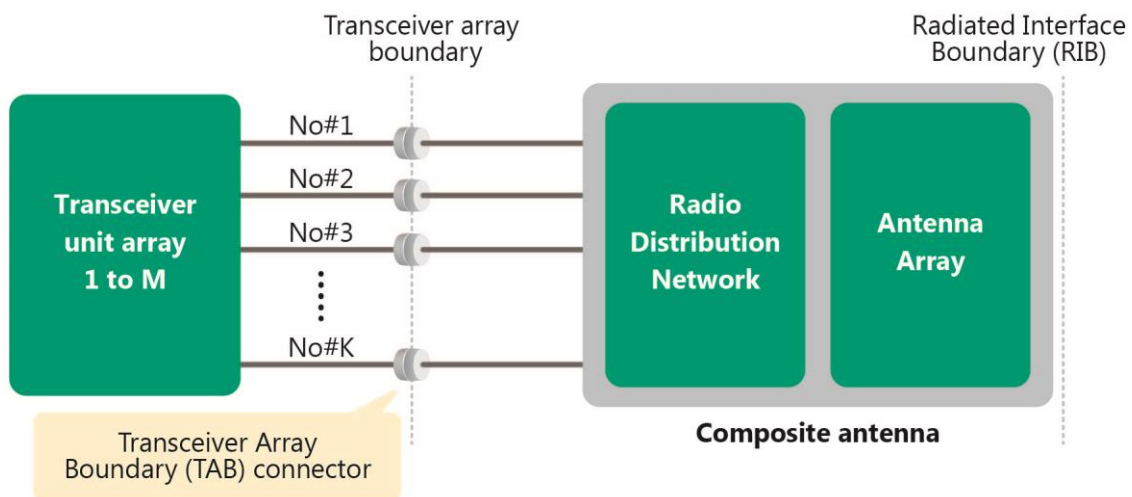 Transceiver array
boundary
Radiated Interface
Boundary (RIB)
Transceiver
unit array
1 to M
No#1
No#2
No#3
No#K
Radio
Distribution
Network
Antenna
Array
Composite antenna
Transceiver Array
Boundary (TAB) connector